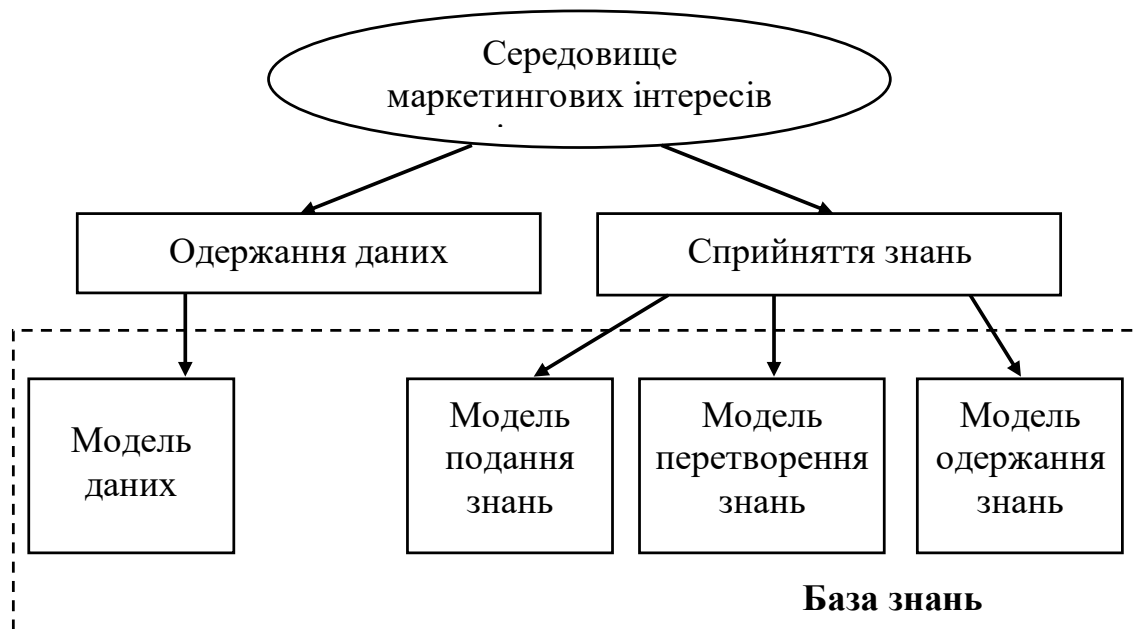 Середовище
маркетингових інтересів
Одержання даних
Сприйняття знань
Модель
даних
Модель
подання
знань
Модель
перетворення
знань
Модель
одержання
знань
База знань